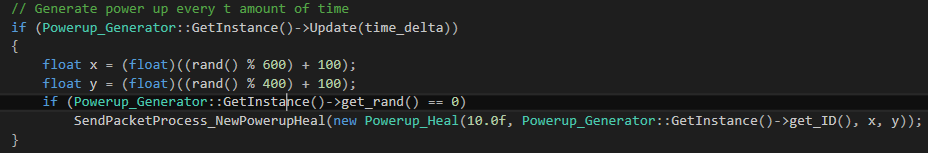 // Generate power up every t amount of time
if (Powerup_Generator::GetInstance()->Update(time_delta))
{
float x = (float)((rand() % 600) + 100);
float y = (float)((rand() % 400) + 100);
if (Powerup_Generator::GetInstance()->get_rand() == 0)
SendPacketProcess_NewPowerupHeal(new Powerup_Heal(10.0f, Powerup_Generator::GetInstance()->get_ID(), x, y));
}